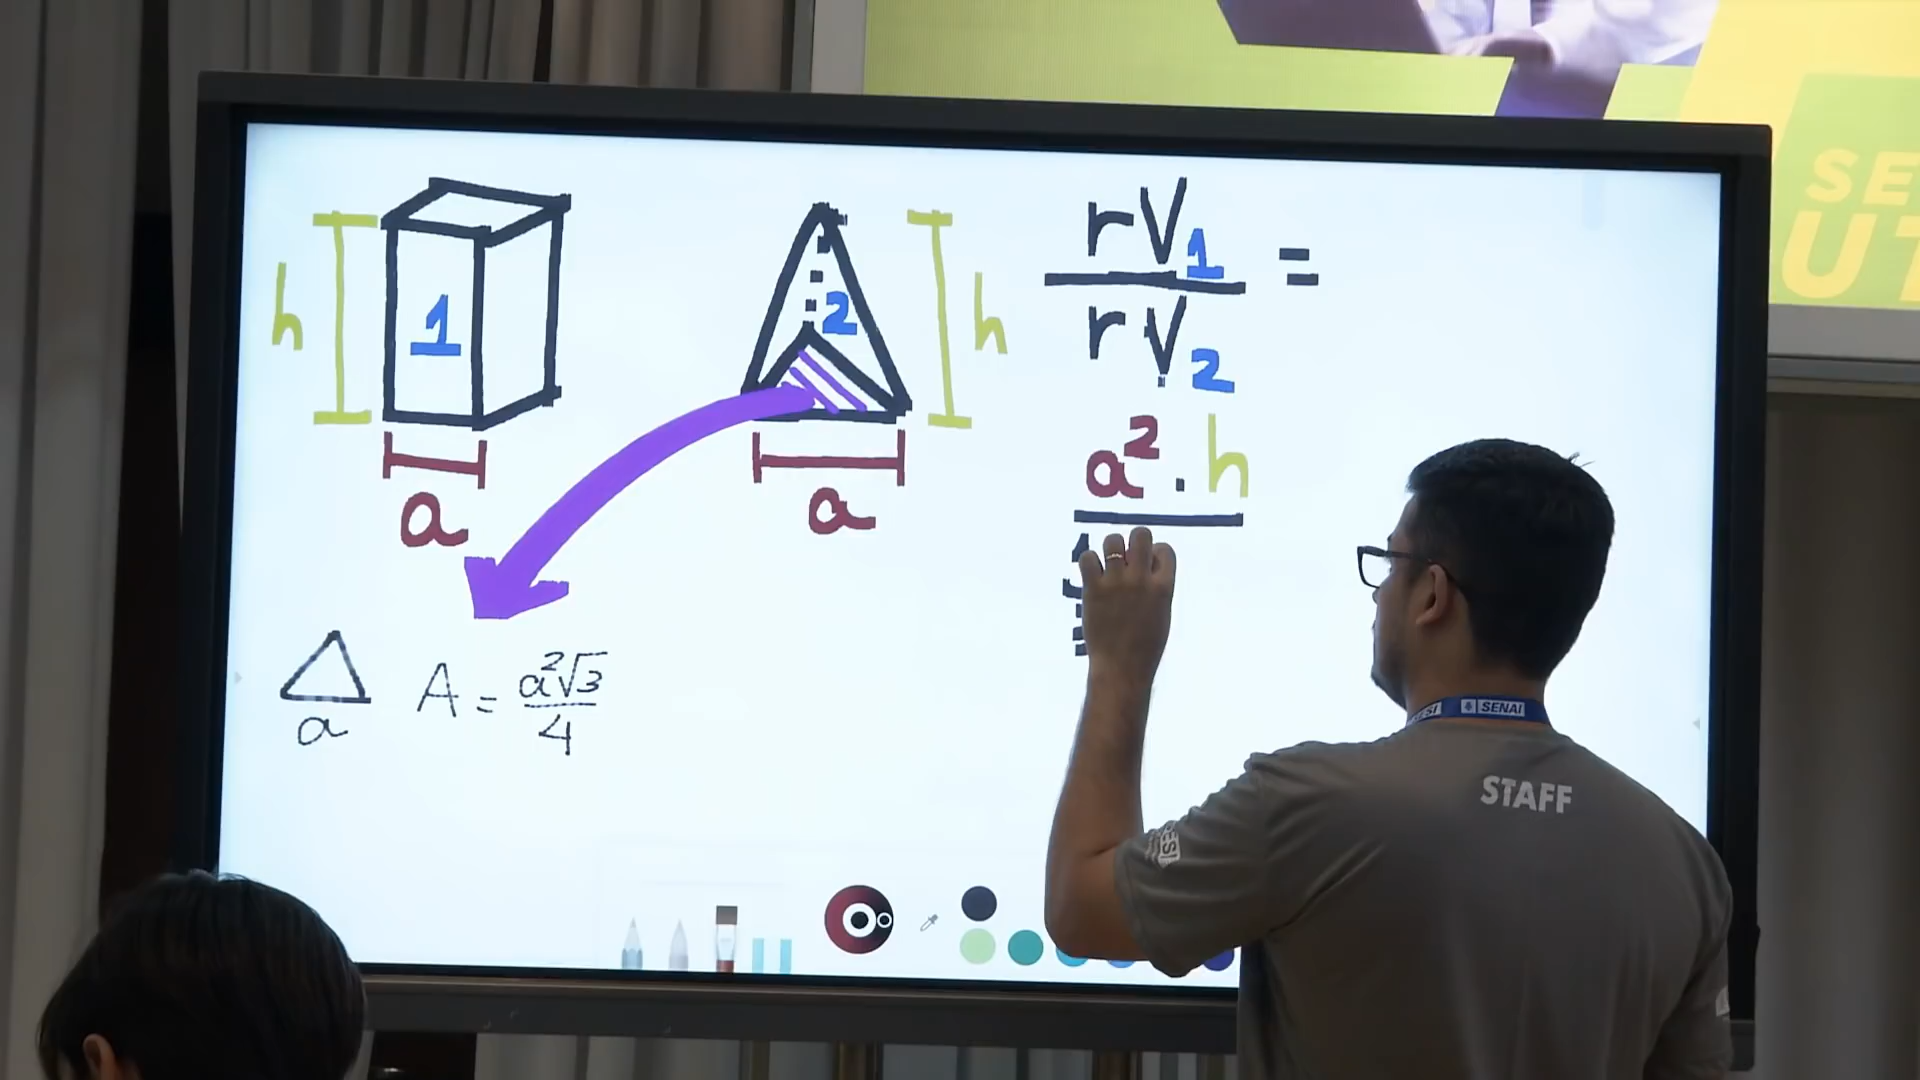 h
1
a
2
h
a
rV1
=
rV2
a² . h
a
A = a²√3
4
SE
UT
SENAI
STAFF